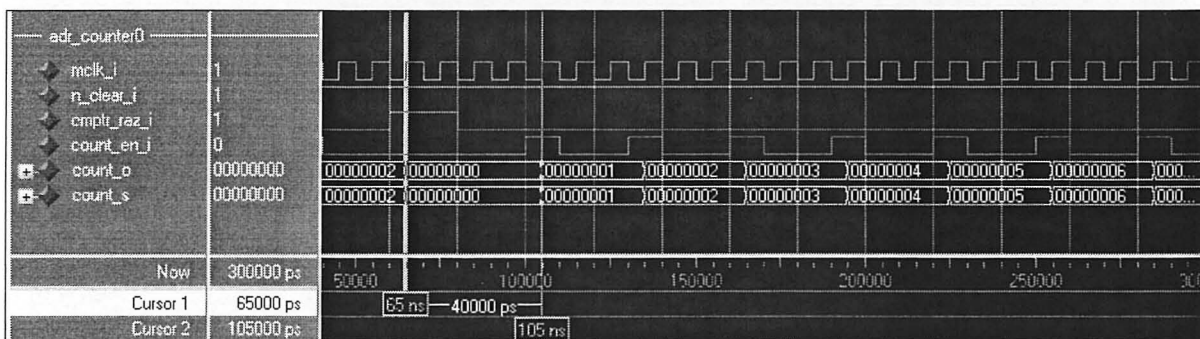 adr_counter0
mclk_i 1
n_clear_i 1
cmptr_raz_i 1
count_en_i 0
count_o 00000000 00000002 00000000 00000001 00000002 00000003 00000004 00000005 00000006 000...
count_s 00000000 00000002 00000000 00000001 00000002 00000003 00000004 00000005 00000006 000...
Now 300000 ps 50000 100000 150000 200000 250000
Cursor 1 65000 ps 65 ns 40000 ps
Cursor 2 105000 ps 105 ns